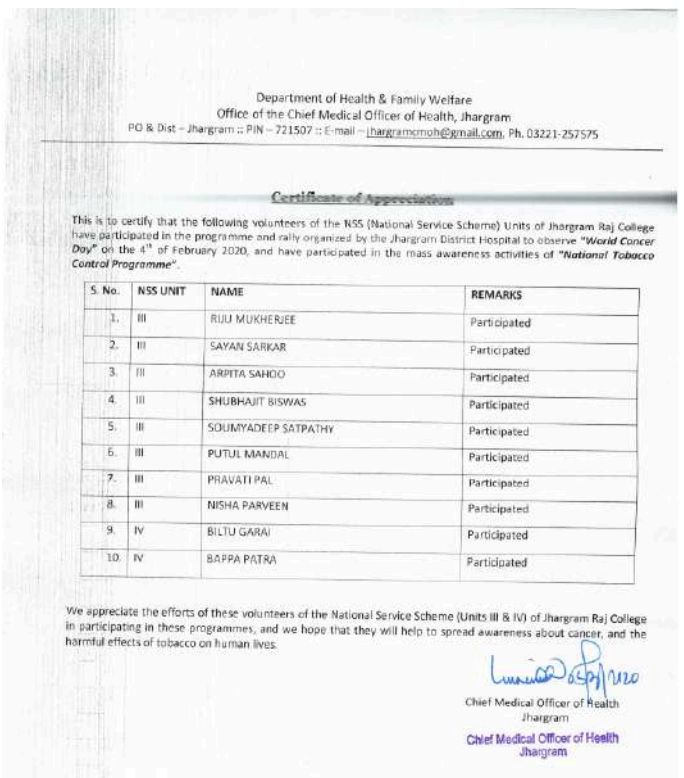 Department of Health & Family Welfare
Office of the Chief Medical Officer of Health, Jhargram
PO & Dist – Jhargram :: PIN – 721507 :: E-mail – jhargramcmoh@gmail.com, Ph. 03221-257575
Certificate of Appreciation
This is to certify that the following volunteers of the NSS (National Service Scheme) Units of Jhargram Raj College
have participated in the programme and rally organized by the Jhargram District Hospital to observe "World Cancer
Day" on the 4th of February 2020, and have participated in the mass awareness activities of "National Tobacco
Control Programme".
S. No. NSS UNIT NAME REMARKS
1. III RIJU MUKHERJEE Participated
2. III SAYAN SARKAR Participated
3. III ARPITA SAHOO Participated
4. III SHUBHAJIT BISWAS Participated
5. III SOUMYADEEP SATPATHY Participated
6. III PUTUL MANDAL Participated
7. III PRAVATI PAL Participated
8. III NISHA PARVEEN Participated
9. IV BILTU GARAI Participated
10. IV BAPPA PATRA Participated
We appreciate the efforts of these volunteers of the National Service Scheme (Units III & IV) of Jhargram Raj College
in participating in these programmes, and we hope that they will help to spread awareness about cancer, and the
harmful effects of tobacco on human lives.
Chief Medical Officer of Health
Jhargram
Chief Medical Officer of Health
Jhargram